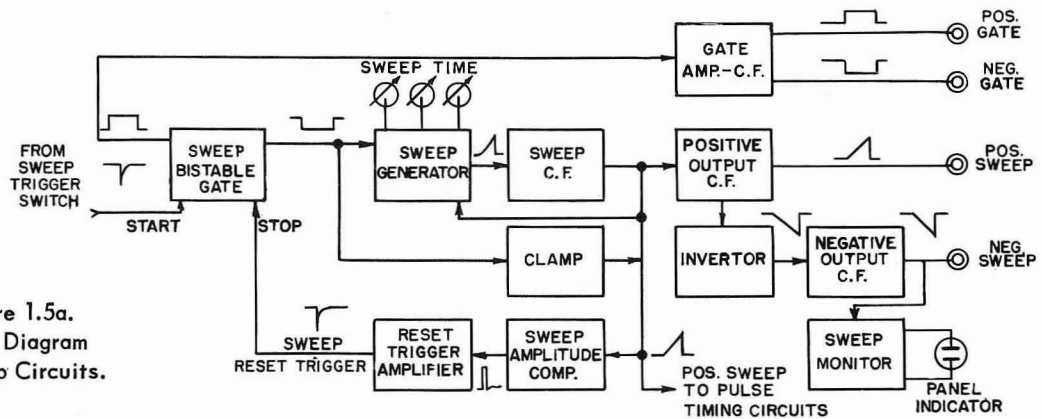 POS.
GATE
GATE
AMP.-C.F.
NEG.
GATE
SWEEP TIME
FROM
SWEEP
TRIGGER
SWITCH
START
STOP
SWEEP
BISTABLE
GATE
SWEEP
GENERATOR
SWEEP
C.F.
POSITIVE
OUTPUT
C.F.
POS.
SWEEP
CLAMP
INVERTOR
NEGATIVE
OUTPUT
C.F.
NEG.
SWEEP
re 1.5a.
Diagram
o Circuits.
SWEEP
RESET TRIGGER
RESET
TRIGGER
AMPLIFIER
SWEEP
AMPLITUDE
COMP.
POS. SWEEP
TO PULSE
TIMING CIRCUITS
SWEEP
MONITOR
PANEL
INDICATOR